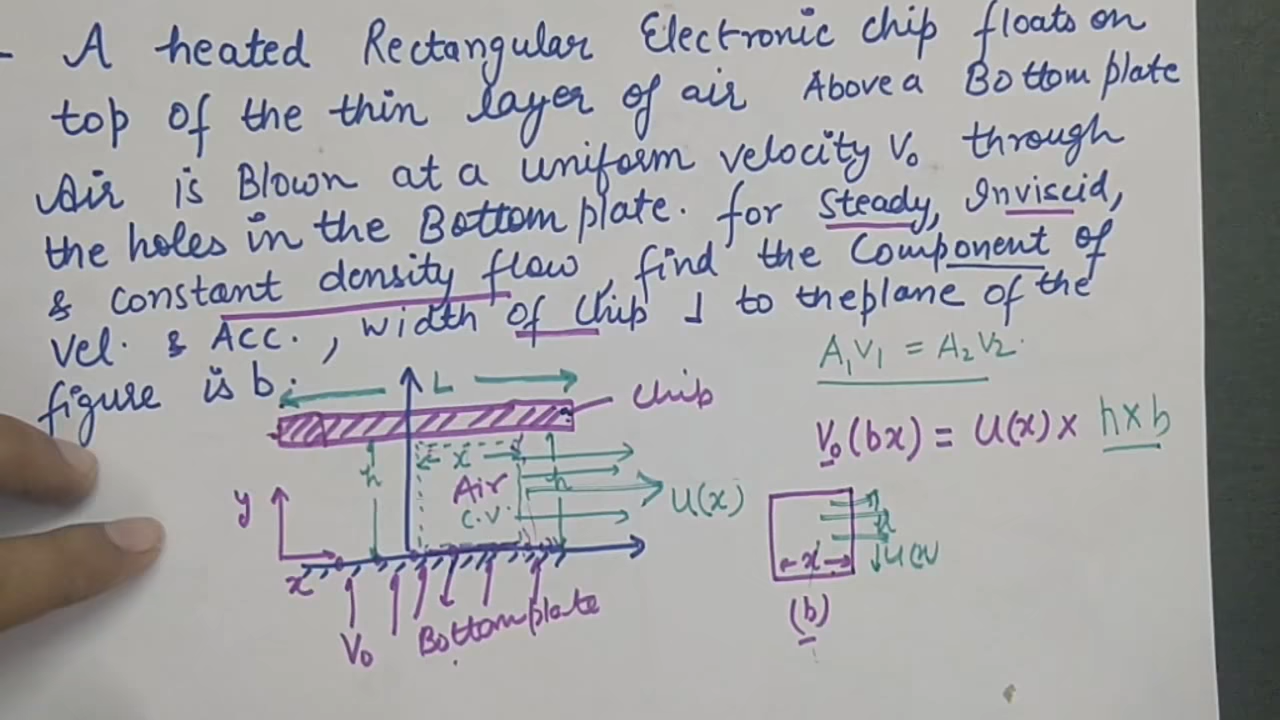 - A heated Rectangular Electronic chip floats on
top of the thin layer of air Above a Bottom plate
Air is Blown at a uniform velocity V₀ through
the holes in the Bottom plate. for Steady, Inviscid,
& constant density flow, find the Component of
Vel. & Acc., width of Chip ⊥ to the plane of the
figure is b.
A₁V₁ = A₂V₂.
L
Chib
V₀(bx) = U(x) x h x b
h
x
h
Air
C.V.
U(x)
y
x
x
V₀
Bottom plate
(b)